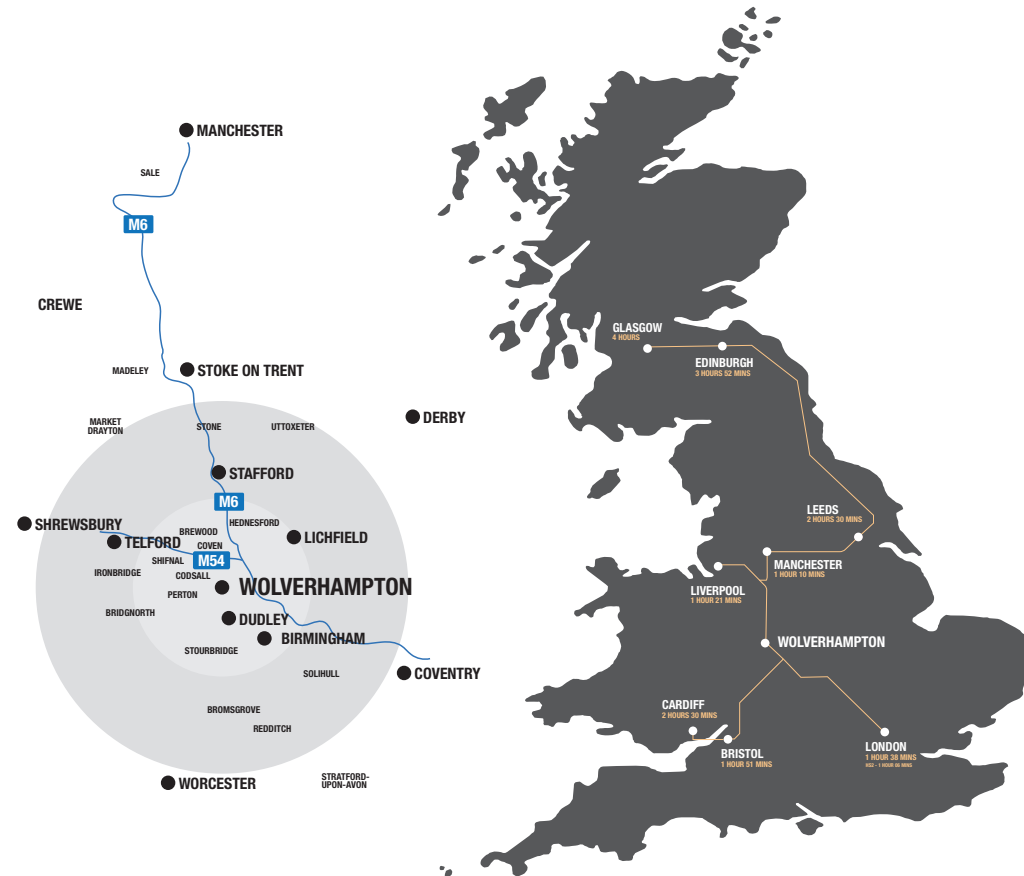 MANCHESTER
SALE
M6
CREWE
MADELEY
STOKE ON TRENT
MARKET
DRAYTON
STONE
UTTOXETER
DERBY
STAFFORD
M6
HEDNESFORD
SHREWSBURY
BREWOOD
TELFORD
COVEN
LICHFIELD
SHIFNAL
M54
IRONBRIDGE
CODSALL
WOLVERHAMPTON
PERTON
BRIDGNORTH
DUDLEY
BIRMINGHAM
STOURBRIDGE
SOLIHULL
COVENTRY
BROMSGROVE
REDDITCH
WORCESTER
STRATFORD-
UPON-AVON
GLASGOW
4 HOURS
EDINBURGH
3 HOURS 52 MINS
LEEDS
2 HOURS 30 MINS
MANCHESTER
1 HOUR 10 MINS
LIVERPOOL
1 HOUR 21 MINS
WOLVERHAMPTON
CARDIFF
2 HOURS 30 MINS
BRISTOL
1 HOUR 51 MINS
LONDON
1 HOUR 38 MINS